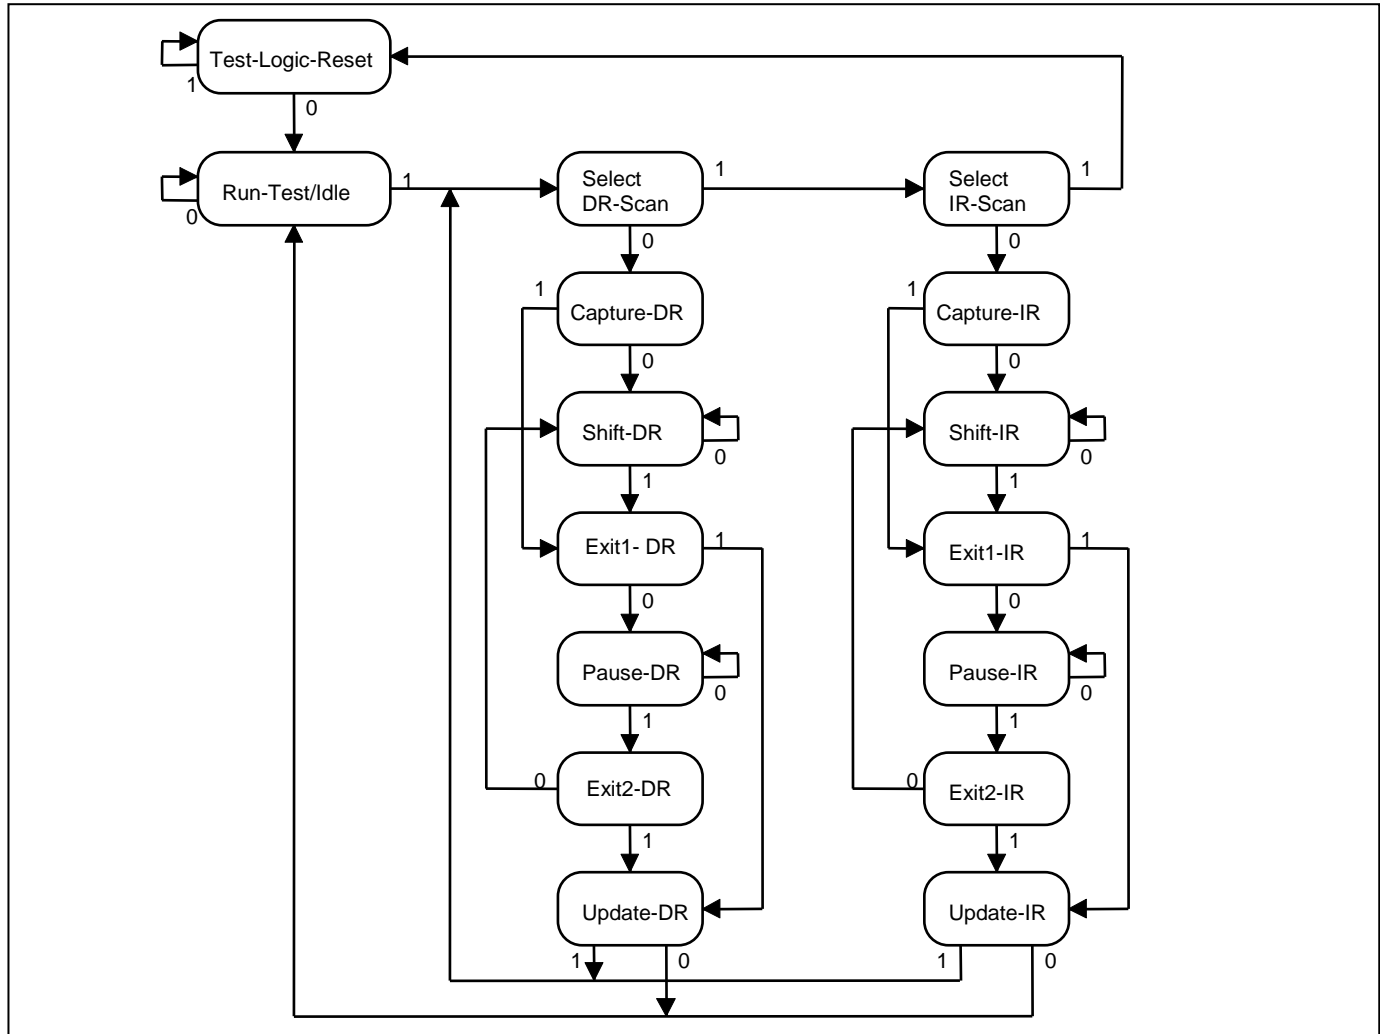 Test-Logic-Reset
1
0
Run-Test/Idle
0
1
Select
DR-Scan
1
0
Select
IR-Scan
1
0
1
Capture-DR
0
1
Capture-IR
0
Shift-DR
0
1
Shift-IR
0
1
Exit1- DR
1
0
Exit1-IR
1
0
Pause-DR
0
1
Pause-IR
0
1
0
Exit2-DR
1
0
Exit2-IR
1
Update-DR
1
0
Update-IR
1
0